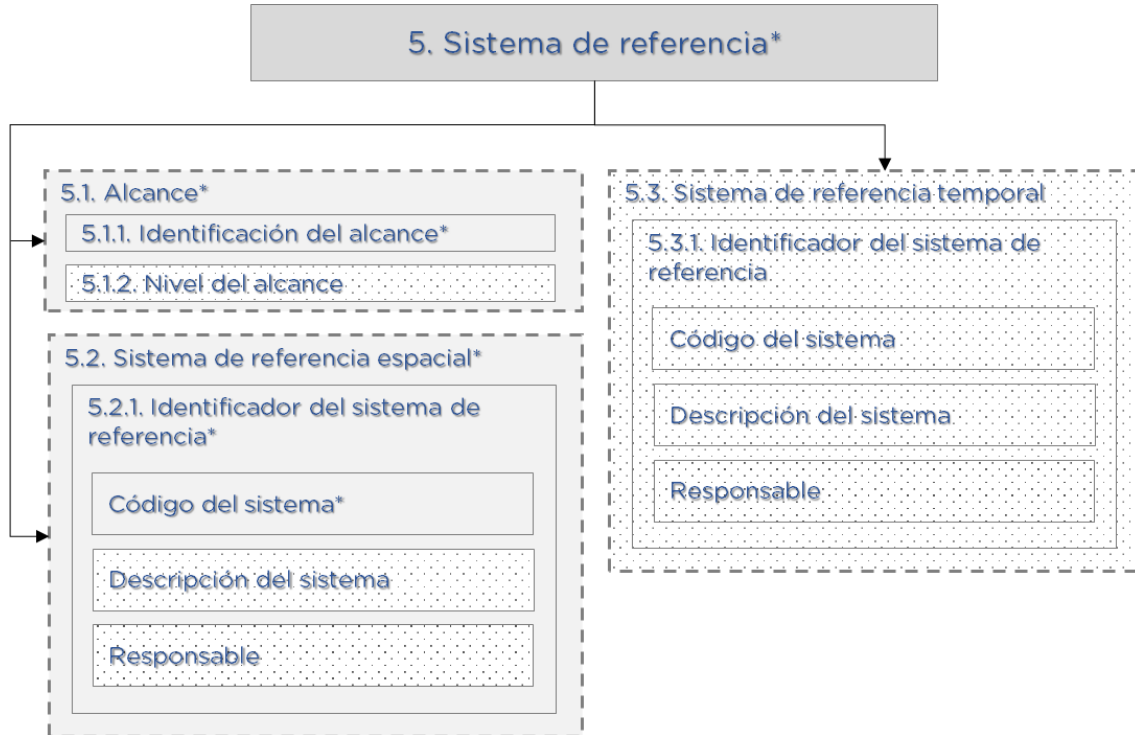 5. Sistema de referencia*
5.1. Alcance*
5.1.1. Identificación del alcance*
5.1.2. Nivel del alcance
5.2. Sistema de referencia espacial*
5.2.1. Identificador del sistema de
referencia*
Código del sistema*
Descripción del sistema
Responsable
5.3. Sistema de referencia temporal
5.3.1. Identificador del sistema de
referencia
Código del sistema
Descripción del sistema
Responsable